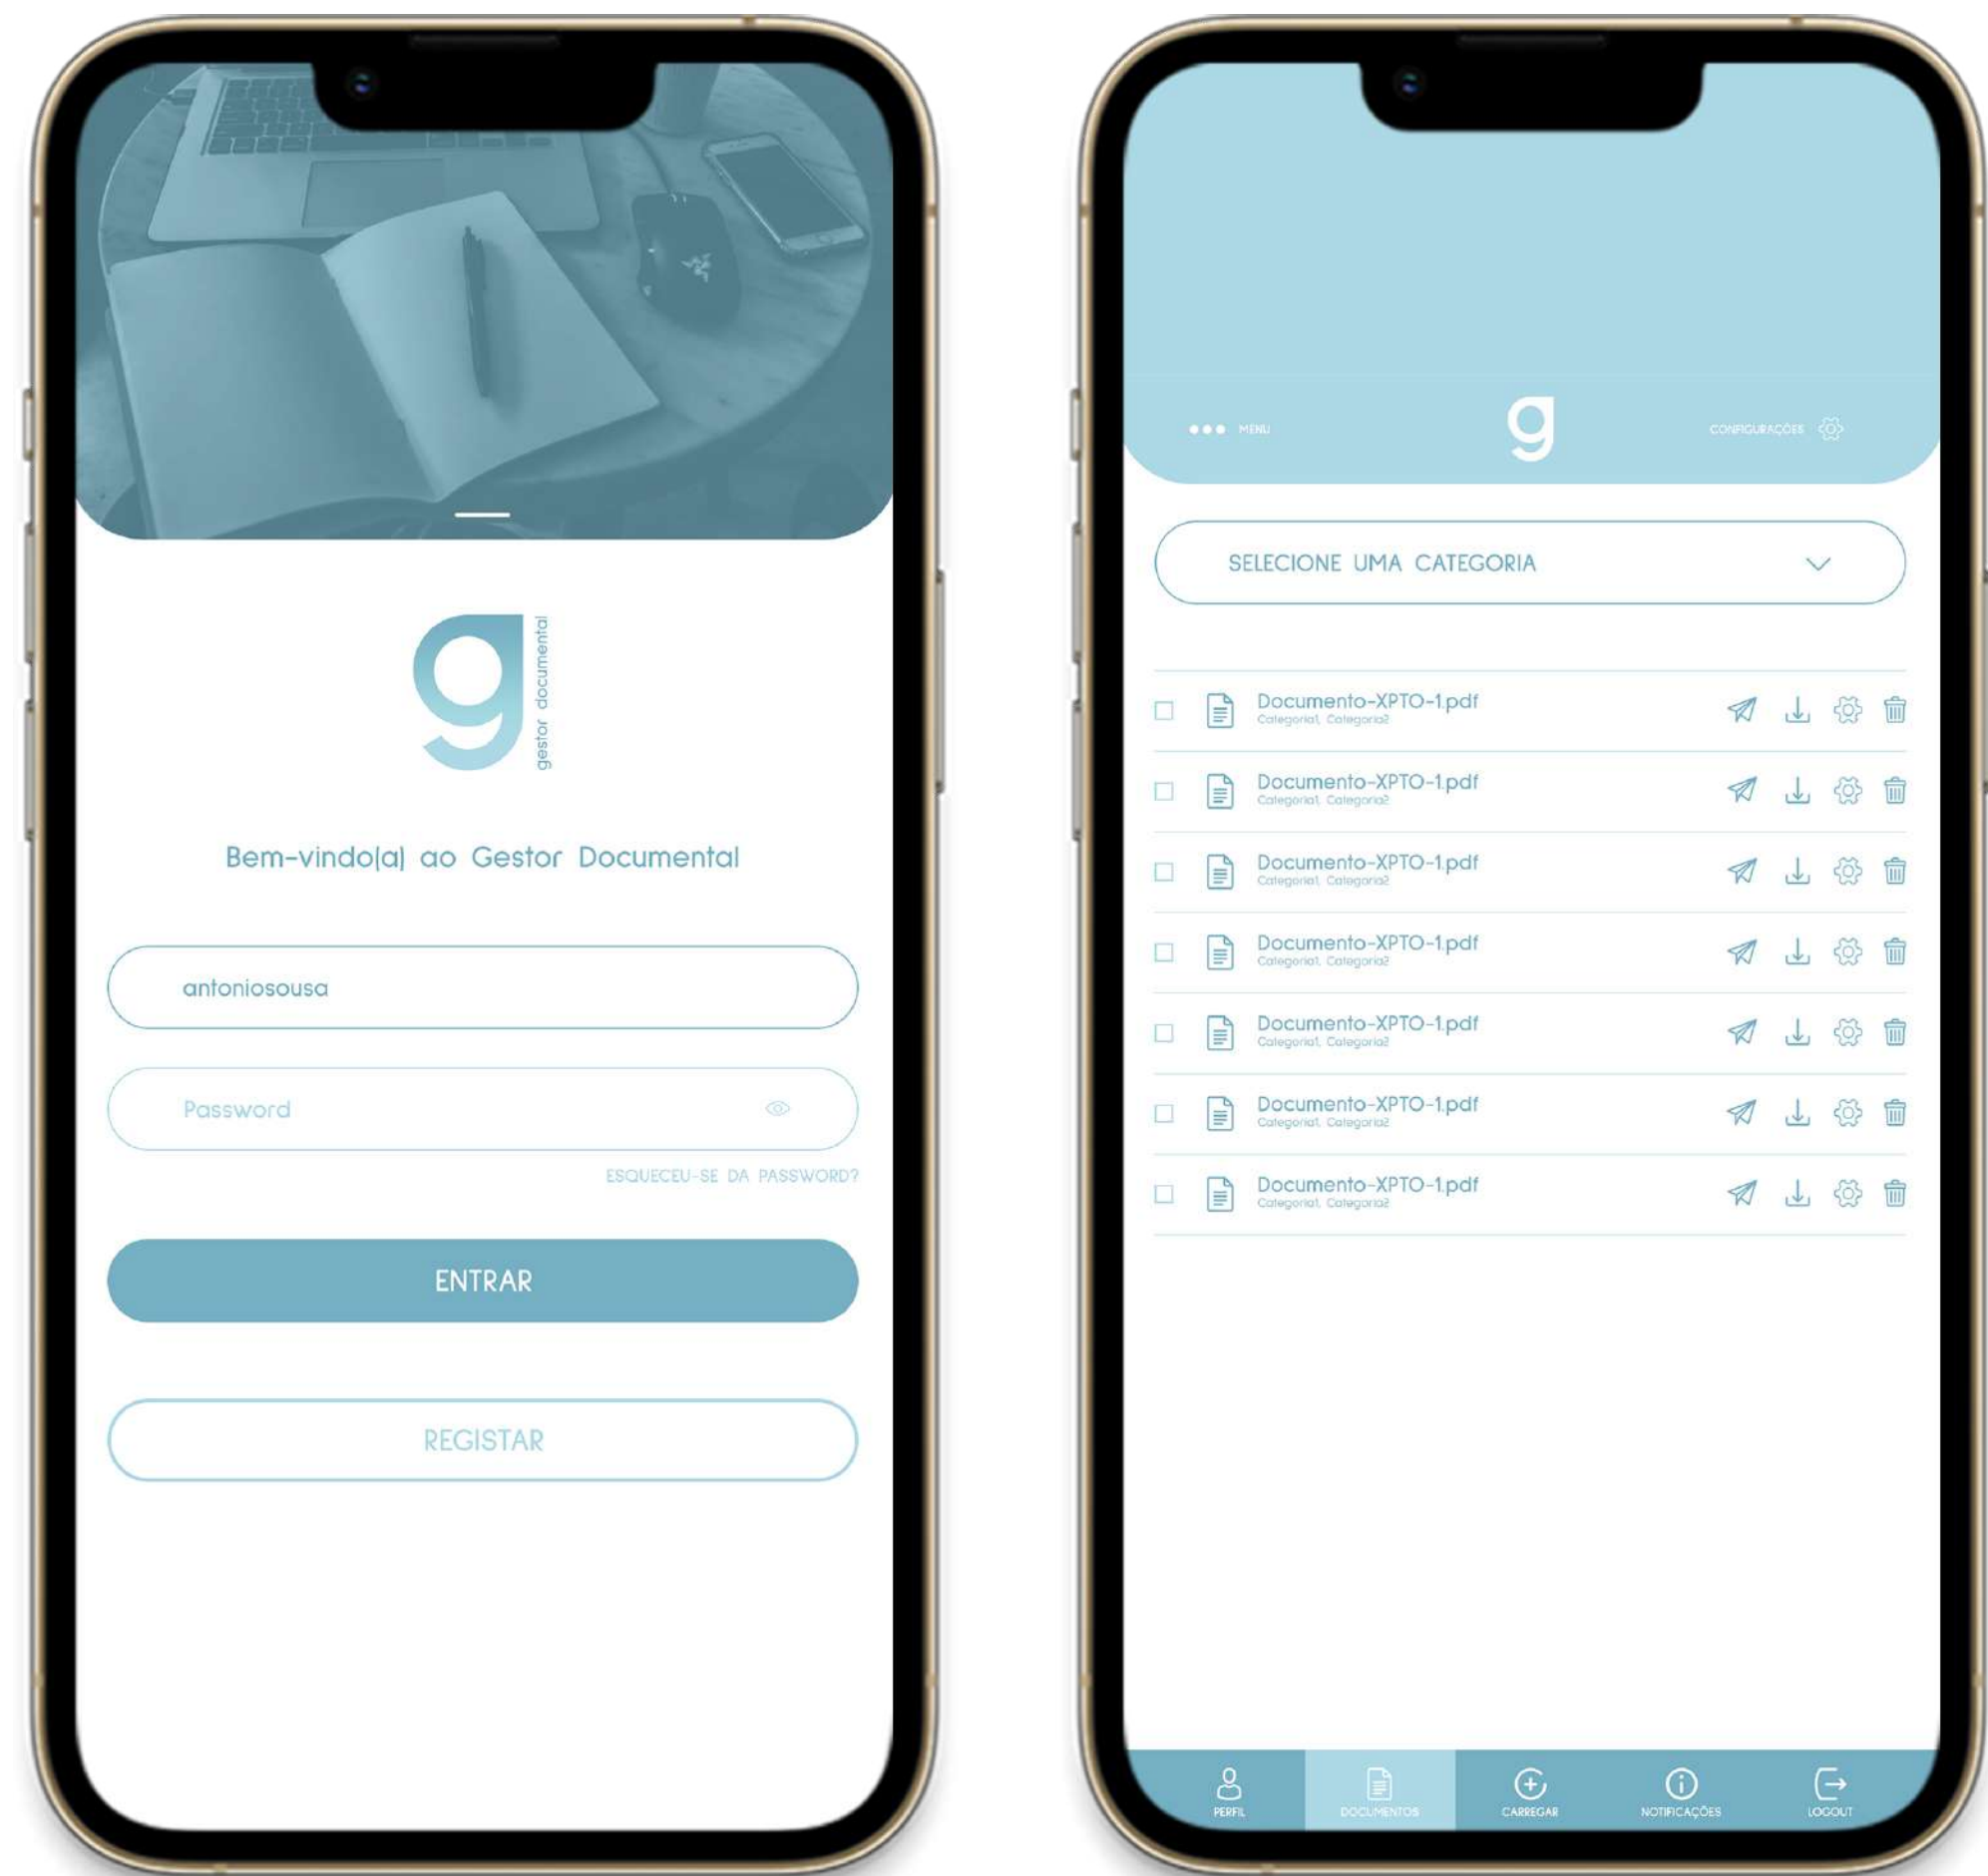 g
gestor documental
Bem-vindo(a) ao Gestor Documental
antoniosousa
Password
ESQUECEU-SE DA PASSWORD?
ENTRAR
REGISTAR
MENU
g
CONFIGURAÇÕES
SELECIONE UMA CATEGORIA
Documento-XPTO-1.pdf
Categoria1, Categoria2
Documento-XPTO-1.pdf
Categoria1, Categoria2
Documento-XPTO-1.pdf
Categoria1, Categoria2
Documento-XPTO-1.pdf
Categoria1, Categoria2
Documento-XPTO-1.pdf
Categoria1, Categoria2
Documento-XPTO-1.pdf
Categoria1, Categoria2
Documento-XPTO-1.pdf
Categoria1, Categoria2
PERFIL
DOCUMENTOS
CARREGAR
NOTIFICAÇÕES
LOGOUT